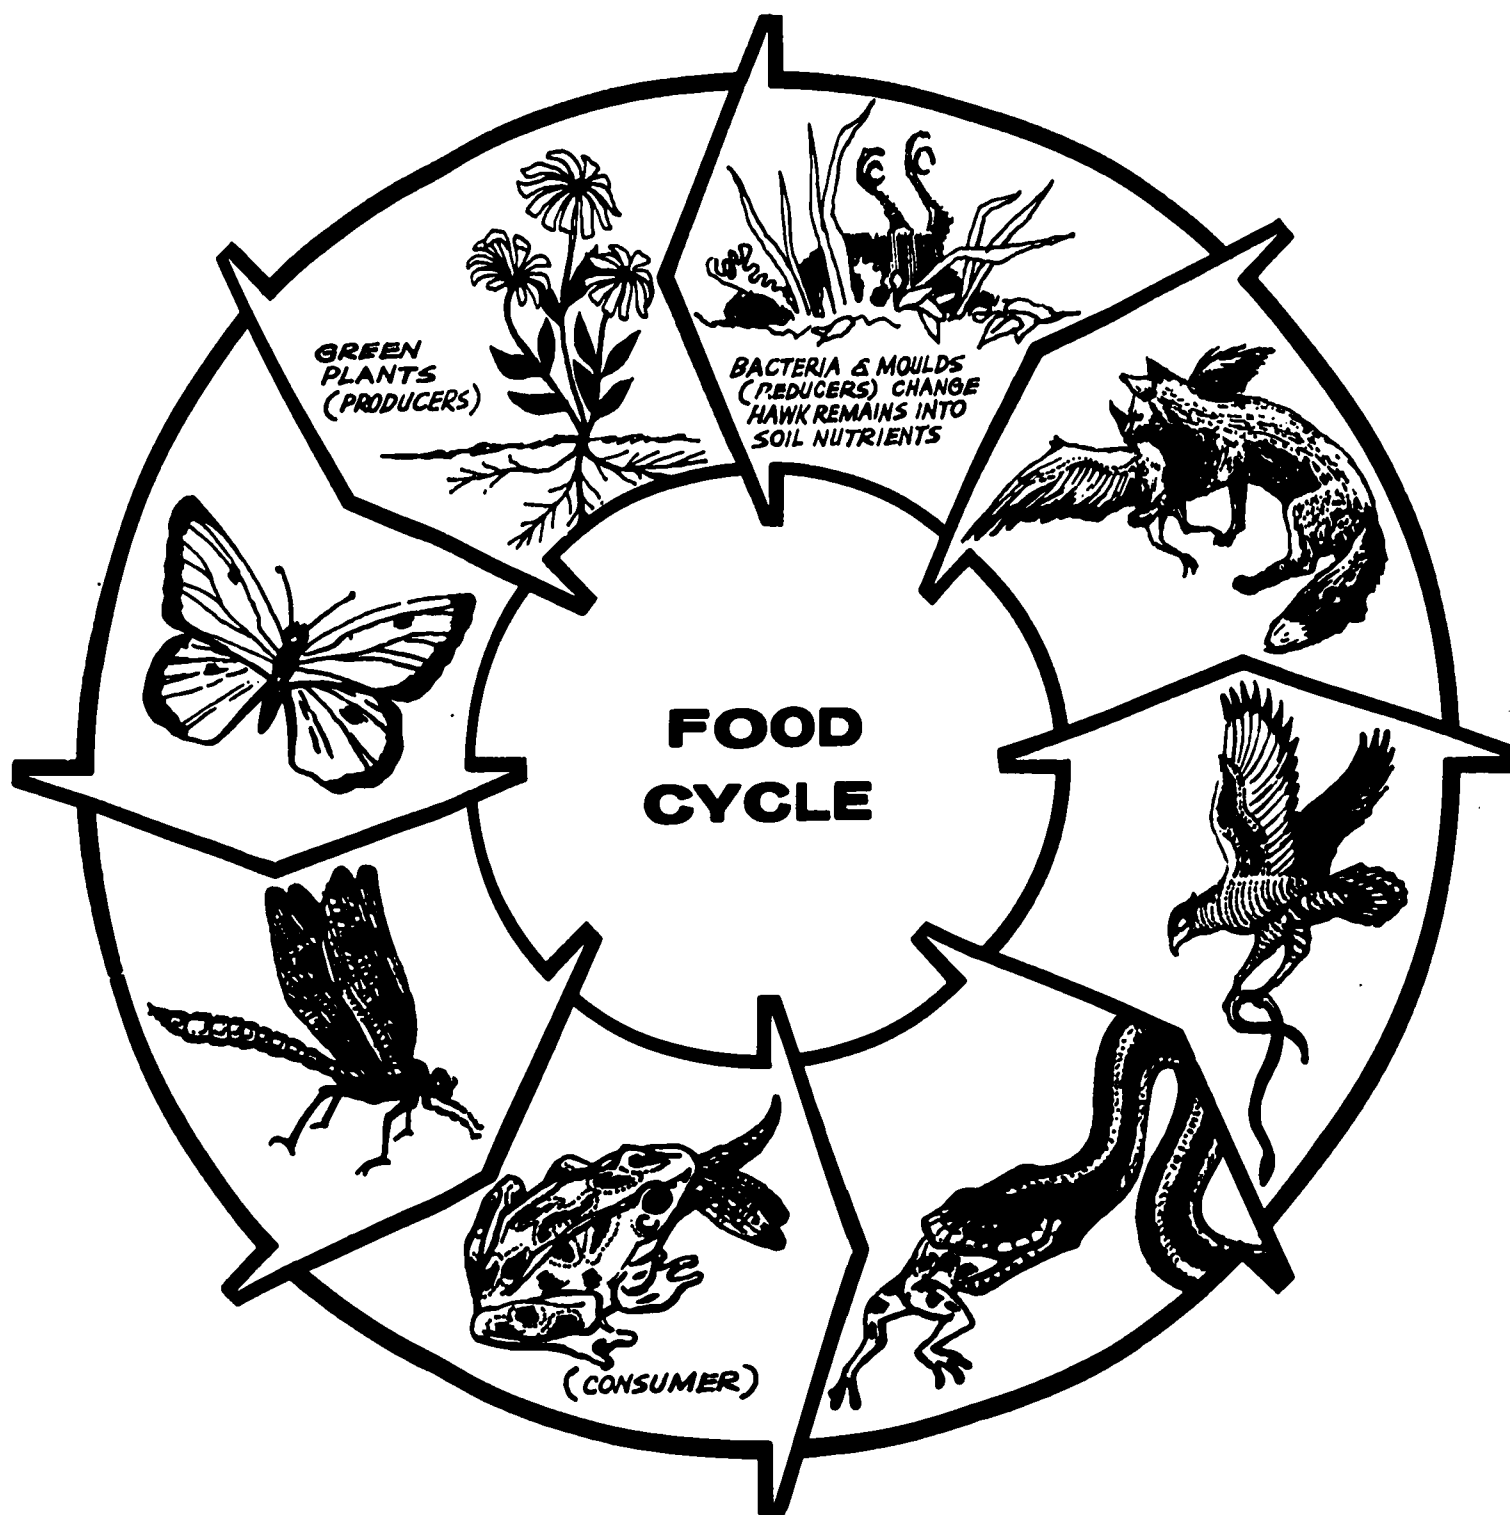 GREEN
PLANTS
(PRODUCERS)
BACTERIA & MOULDS
(REDUCERS) CHANGE
HAWK REMAINS INTO
SOIL NUTRIENTS
FOOD
CYCLE
(CONSUMER)